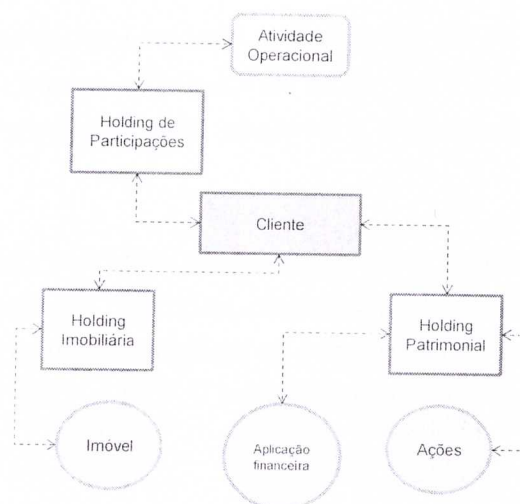 Atividade
Operacional
Holding de
Participações
Cliente
Holding
Imobiliária
Holding
Patrimonial
Imóvel
Aplicação
financeira
Ações